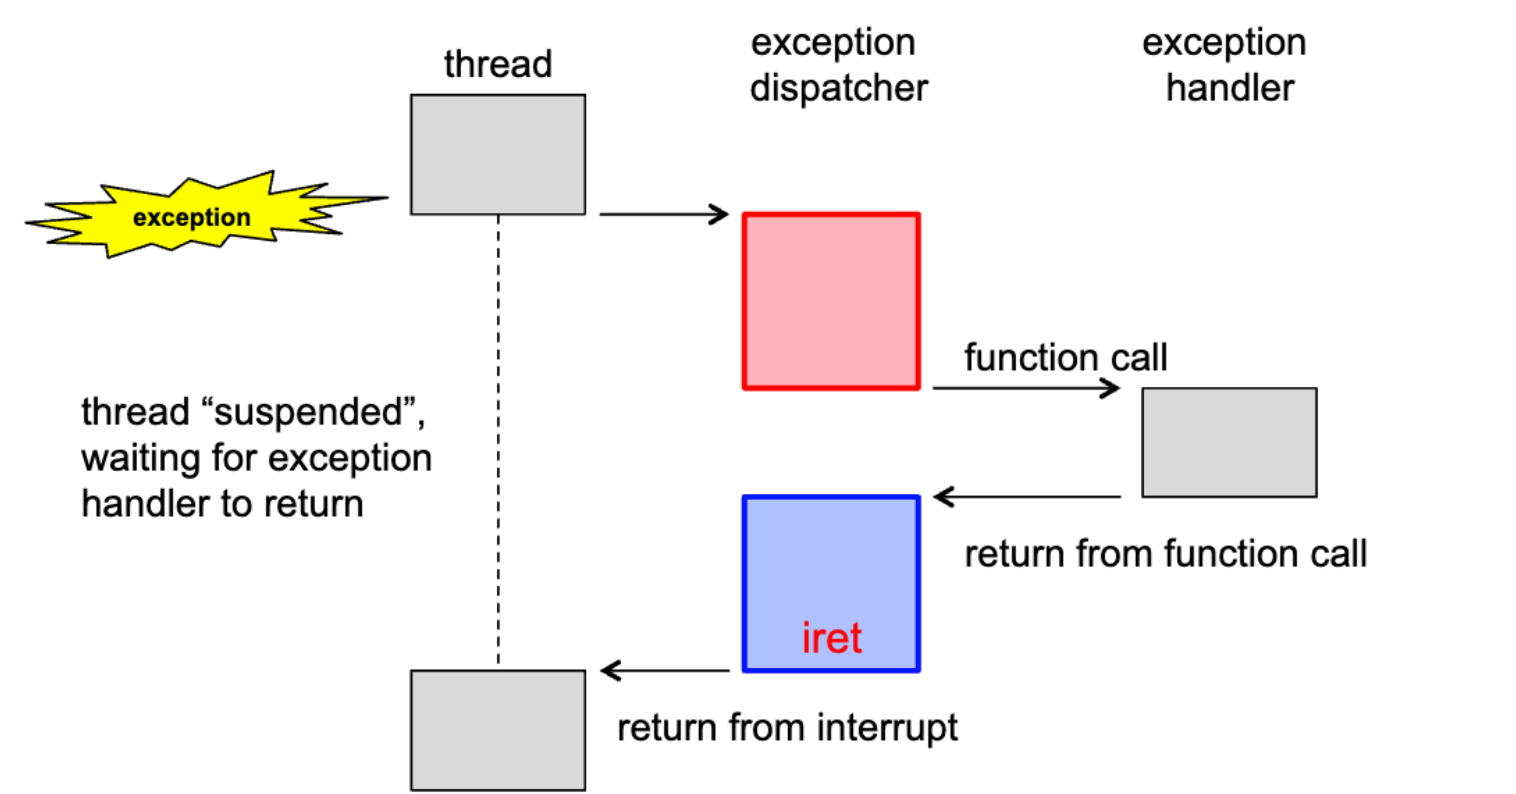 thread
exception
dispatcher
exception
handler
exception
function call
thread “suspended”,
waiting for exception
handler to return
return from function call
iret
return from interrupt